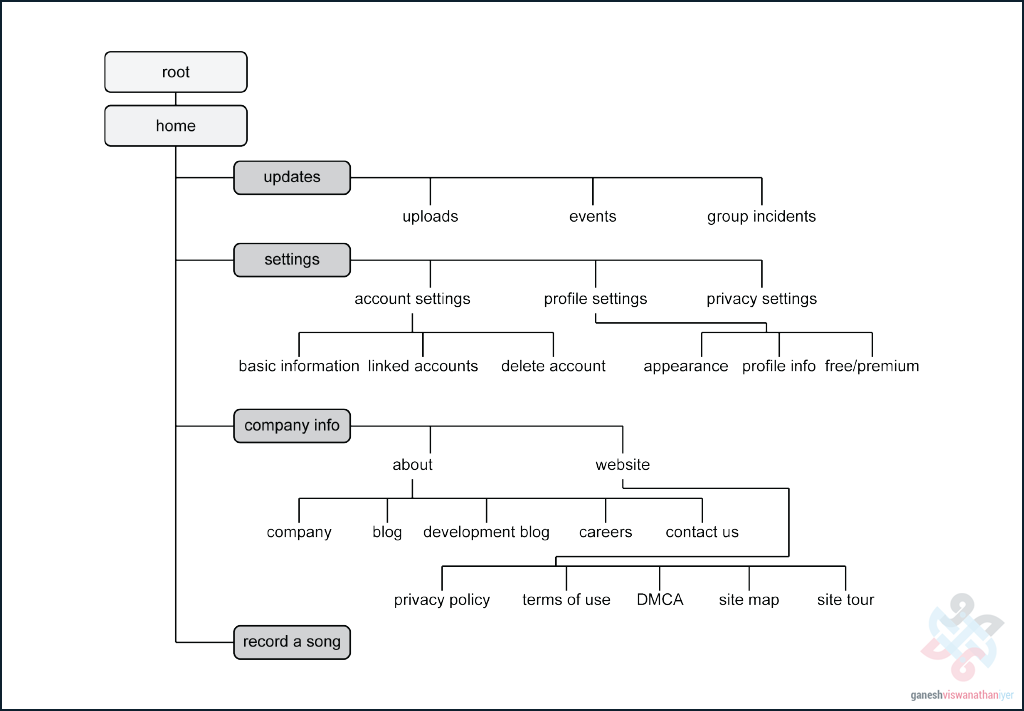 root
home
updates
uploads events group incidents
settings
account settings profile settings privacy settings
basic information linked accounts delete account appearance profile info free/premium
company info
about website
company blog development blog careers contact us
privacy policy terms of use DMCA site map site tour
record a song
ganeshviswanathaniyer